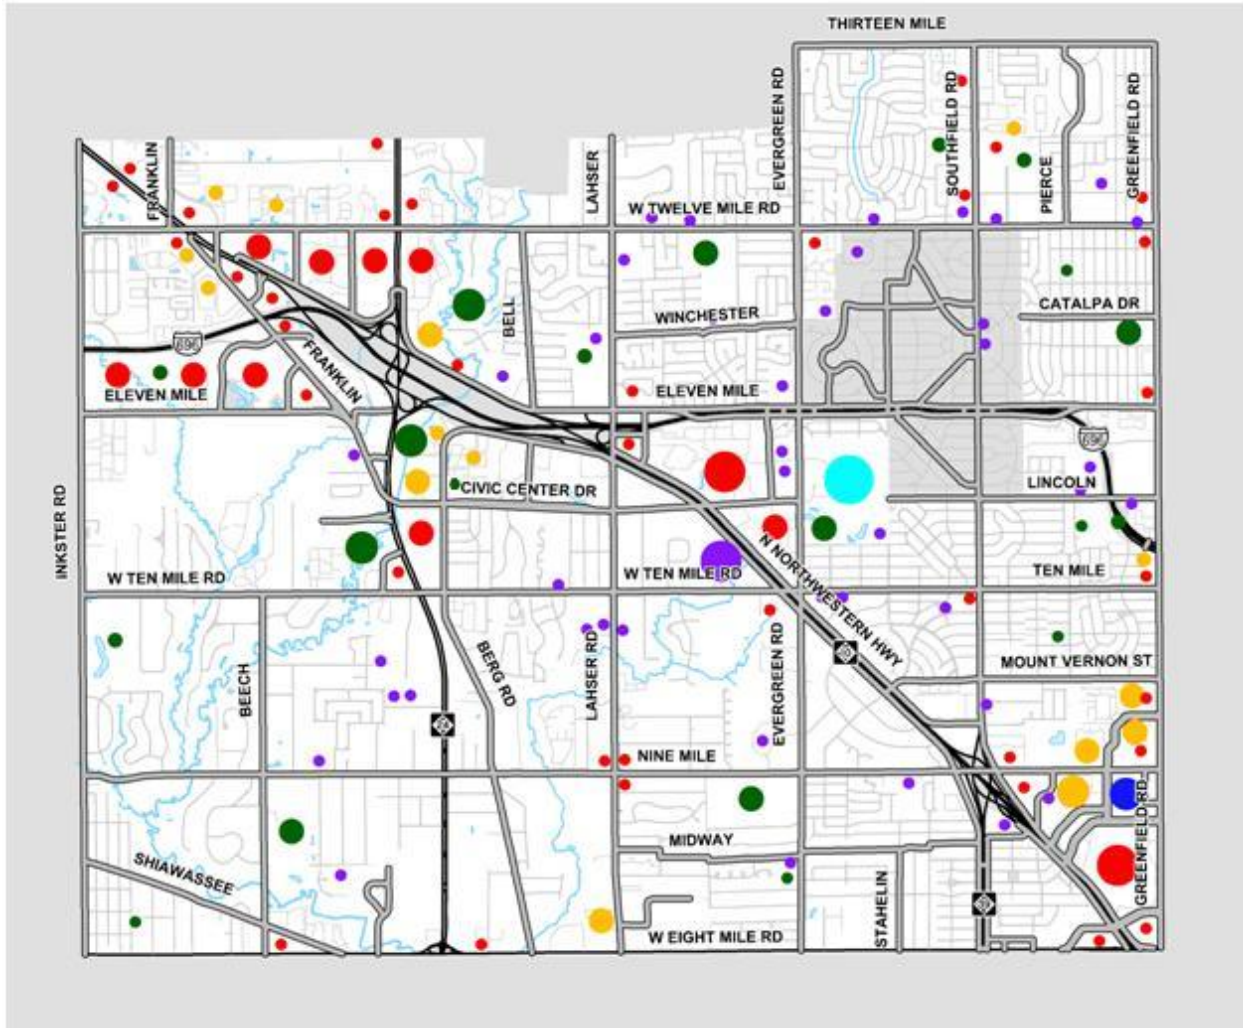 THIRTEEN MILE
EVERGREEN RD
SOUTHFIELD RD
PIERCE
GREENFIELD RD
FRANKLIN
LAHSER
W TWELVE MILE RD
BELL
WINCHESTER
CATALPA DR
696
FRANKLIN
ELEVEN MILE
ELEVEN MILE
696
CIVIC CENTER DR
LINCOLN
INKSTER RD
W TEN MILE RD
W TEN MILE RD
N NORTHWESTERN HWY
TEN MILE
BEECH
BERG RD
LAHSER RD
EVERGREEN RD
MOUNT VERNON ST
24
NINE MILE
GREENFIELD RD
MIDWAY
SHIAWASSEE
STAHELIN
W EIGHT MILE RD